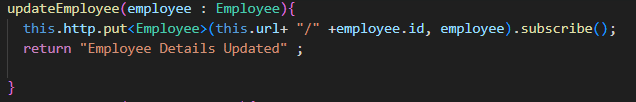 updateEmployee(employee : Employee){
this.http.put<Employee>(this.url+ "/" +employee.id, employee).subscribe();
return "Employee Details Updated" ;
}